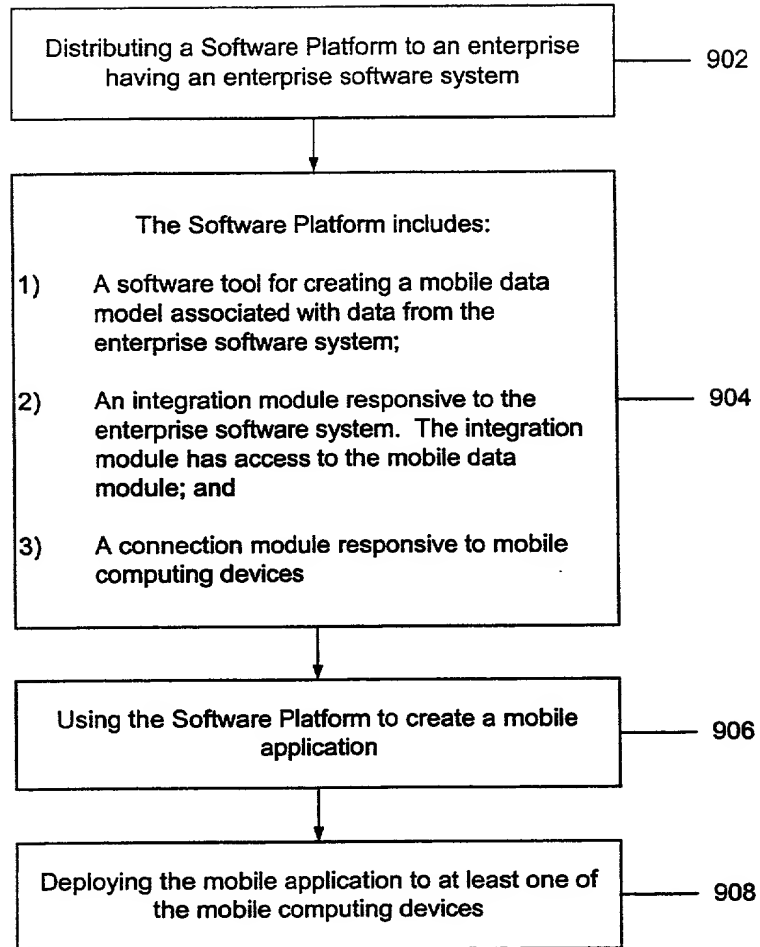 Distributing a Software Platform to an enterprise
having an enterprise software system
902
The Software Platform includes:
1) A software tool for creating a mobile data
model associated with data from the
enterprise software system;
2) An integration module responsive to the
enterprise software system. The integration
module has access to the mobile data
module; and
3) A connection module responsive to mobile
computing devices
904
Using the Software Platform to create a mobile
application
906
Deploying the mobile application to at least one of
the mobile computing devices
908